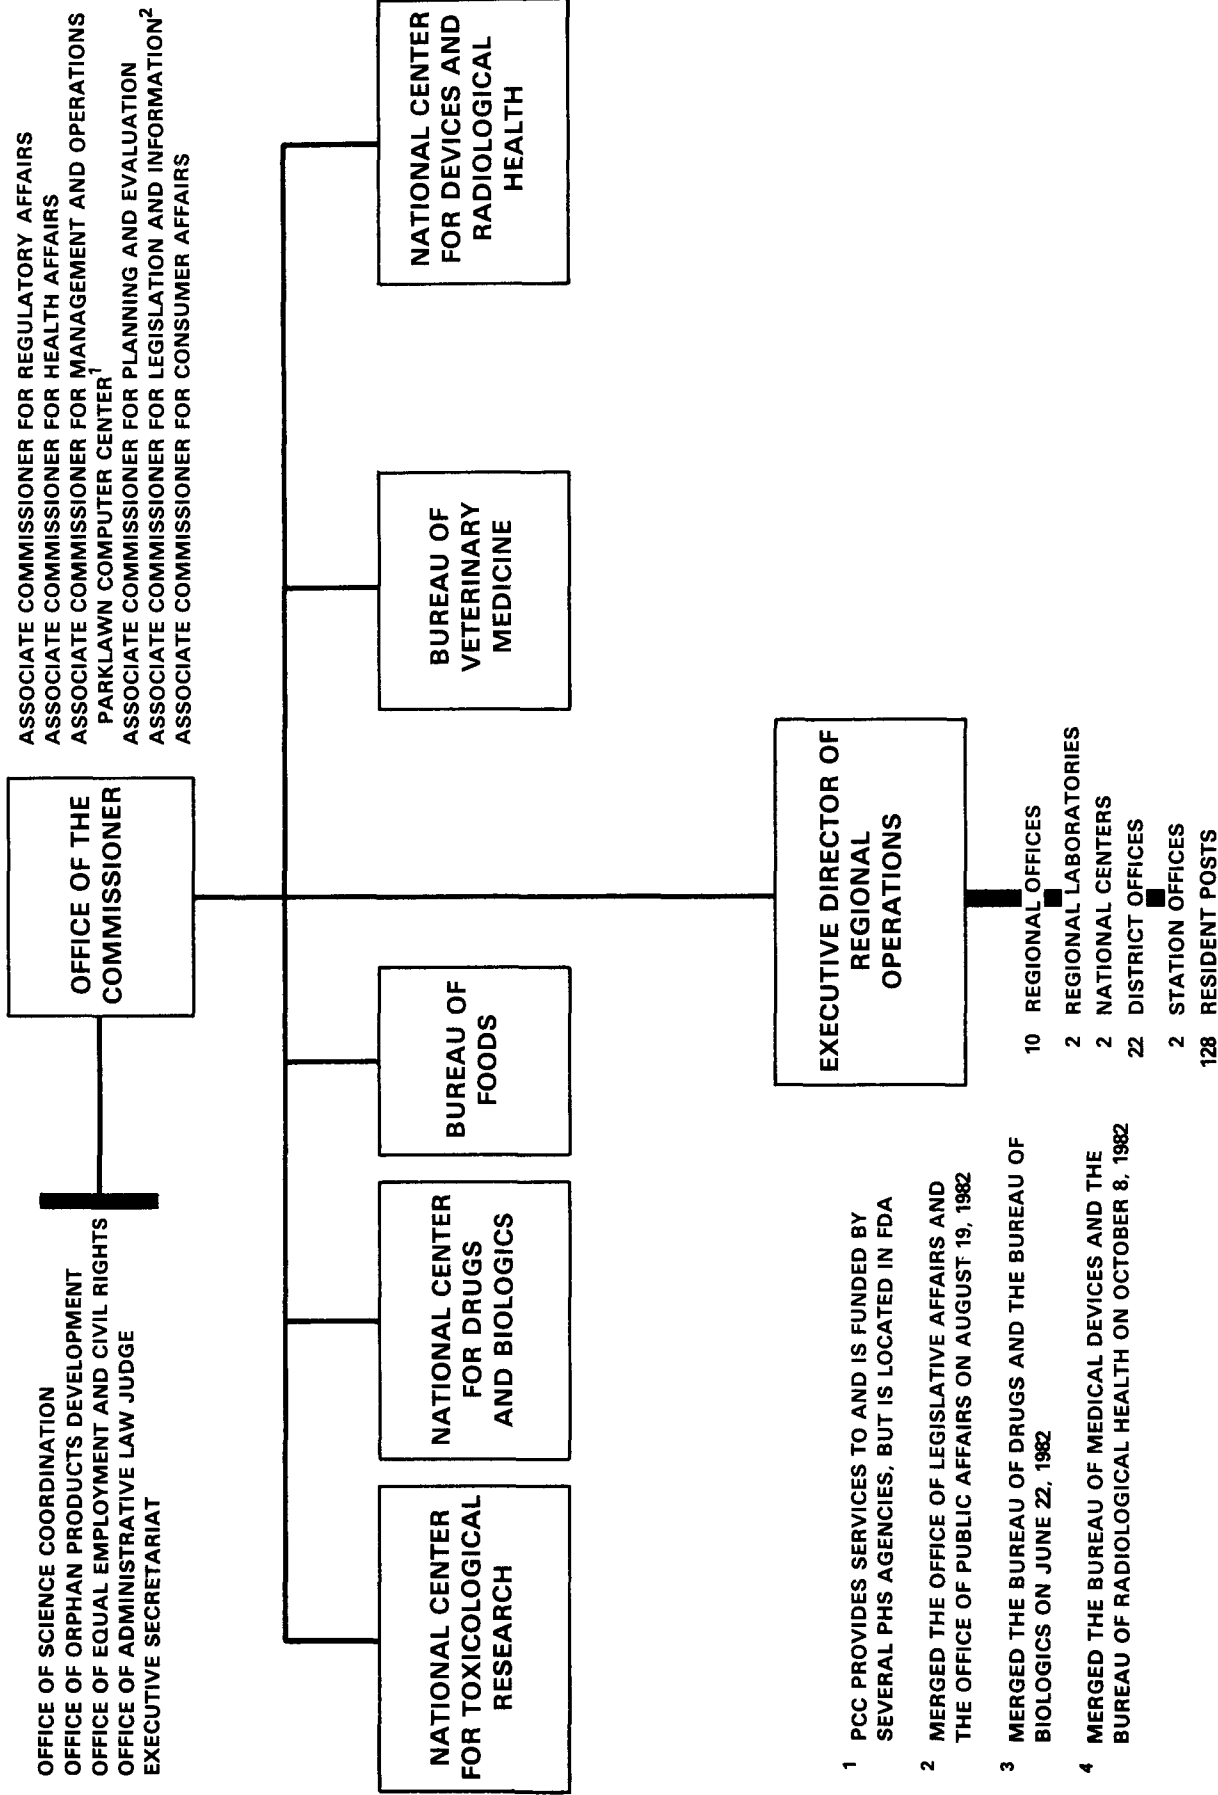 OFFICE OF SCIENCE COORDINATION
OFFICE OF ORPHAN PRODUCTS DEVELOPMENT
OFFICE OF EQUAL EMPLOYMENT AND CIVIL RIGHTS
OFFICE OF ADMINISTRATIVE LAW JUDGE
EXECUTIVE SECRETARIAT
OFFICE OF THE
COMMISSIONER
ASSOCIATE COMMISSIONER FOR REGULATORY AFFAIRS
ASSOCIATE COMMISSIONER FOR HEALTH AFFAIRS
ASSOCIATE COMMISSIONER FOR MANAGEMENT AND OPERATIONS
PARKLAWN COMPUTER CENTER1
ASSOCIATE COMMISSIONER FOR PLANNING AND EVALUATION
ASSOCIATE COMMISSIONER FOR LEGISLATION AND INFORMATION2
ASSOCIATE COMMISSIONER FOR CONSUMER AFFAIRS
NATIONAL CENTER
FOR TOXICOLOGICAL
RESEARCH
NATIONAL CENTER
FOR DRUGS
AND BIOLOGICS
BUREAU OF
FOODS
BUREAU OF
VETERINARY
MEDICINE
NATIONAL CENTER
FOR DEVICES AND
RADIOLOGICAL
HEALTH
EXECUTIVE DIRECTOR OF
REGIONAL
OPERATIONS
10 REGIONAL OFFICES
2 REGIONAL LABORATORIES
2 NATIONAL CENTERS
22 DISTRICT OFFICES
2 STATION OFFICES
128 RESIDENT POSTS
1 PCC PROVIDES SERVICES TO AND IS FUNDED BY
SEVERAL PHS AGENCIES, BUT IS LOCATED IN FDA
2 MERGED THE OFFICE OF LEGISLATIVE AFFAIRS AND
THE OFFICE OF PUBLIC AFFAIRS ON AUGUST 19, 1982
3 MERGED THE BUREAU OF DRUGS AND THE BUREAU OF
BIOLOGICS ON JUNE 22, 1982
4 MERGED THE BUREAU OF MEDICAL DEVICES AND THE
BUREAU OF RADIOLOGICAL HEALTH ON OCTOBER 8, 1982